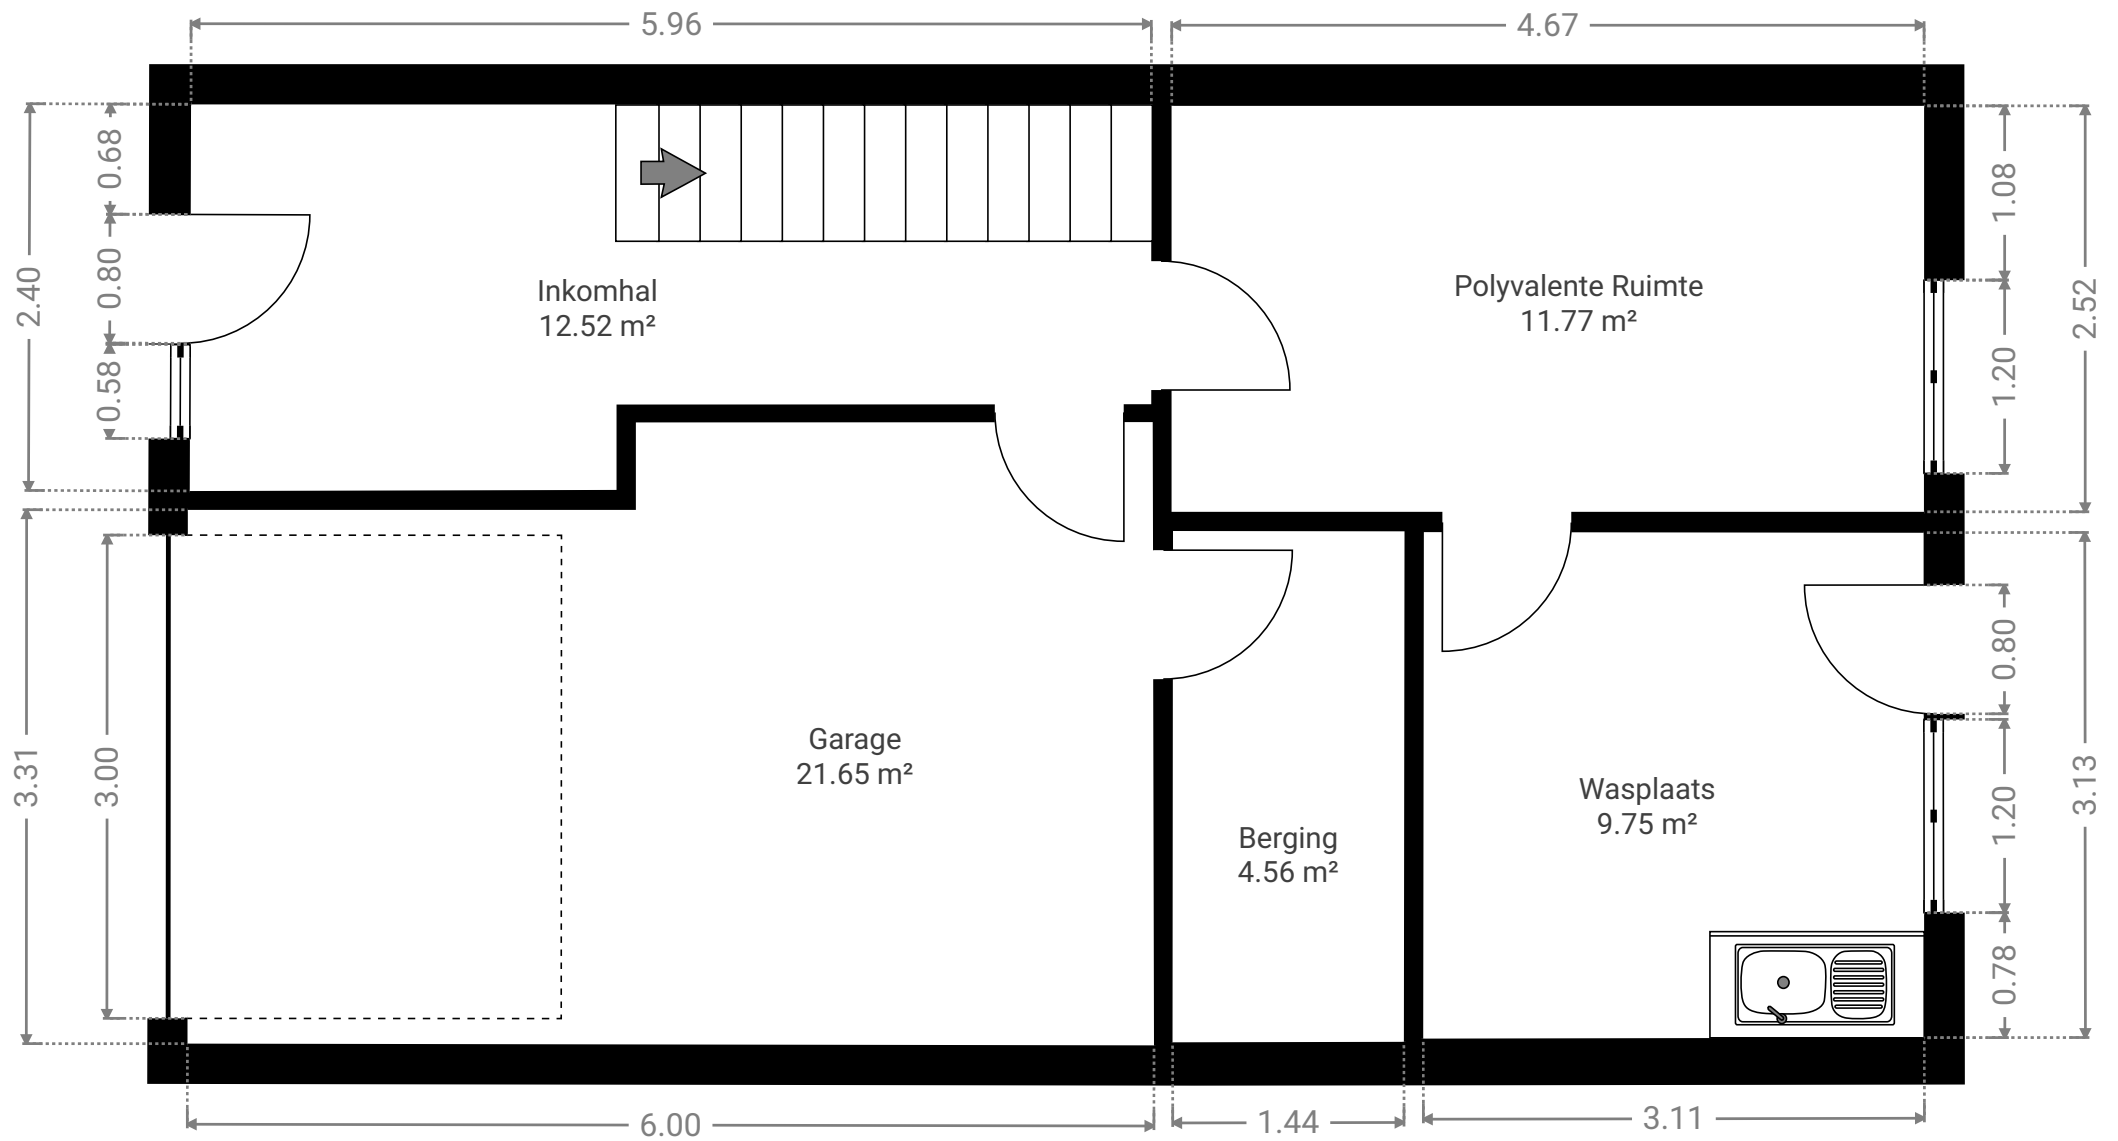 5.96
4.67
0.68
0.80
0.58
2.40
1.08
1.20
2.52
Inkomhal
12.52 m²
Polyvalente Ruimte
11.77 m²
3.31
3.00
Garage
21.65 m²
Berging
4.56 m²
Wasplaats
9.75 m²
0.80
1.20
0.78
3.13
6.00
1.44
3.11